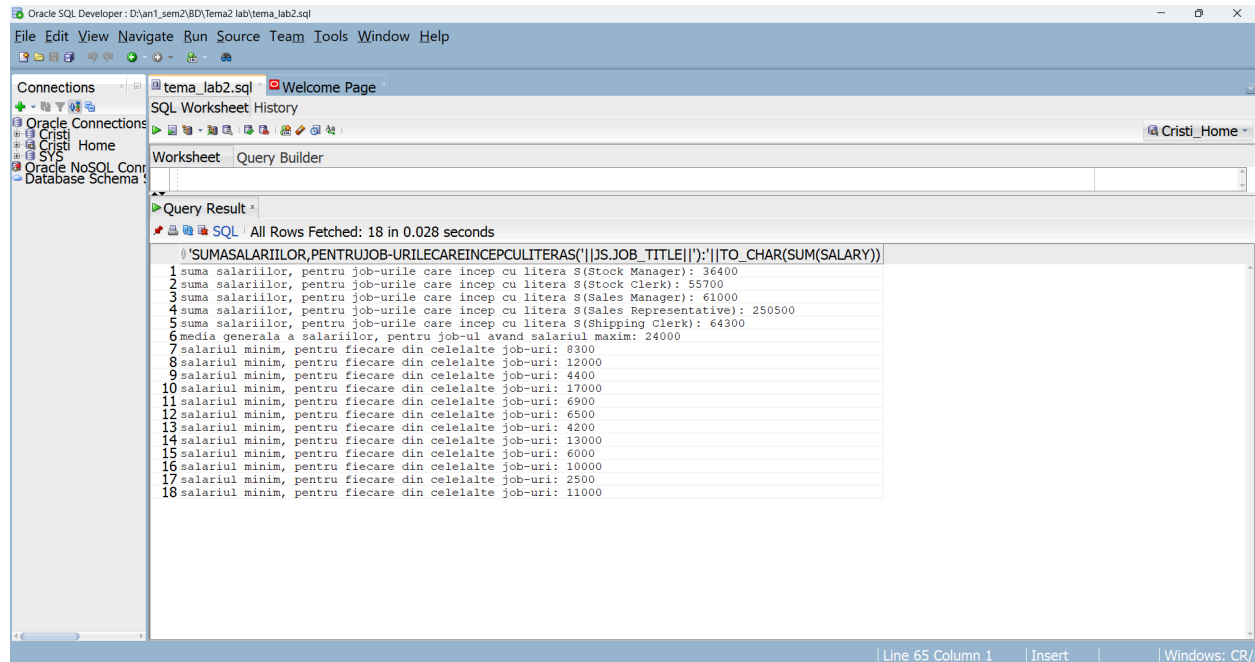 Oracle SQL Developer : D:\an1_sem2\BD\Tema2 lab\tema_lab2.sql
File Edit View Navigate Run Source Team Tools Window Help
Connections
tema_lab2.sql
Welcome Page
SQL Worksheet History
Oracle Connections
Cristi
Cristi Home
SYS
Oracle NoSQL Conn
Database Schema S
Cristi_Home
Worksheet Query Builder
Query Result
SQL All Rows Fetched: 18 in 0.028 seconds
'SUMASALARIILOR,PENTRUJOB-URILECAREINCEPCULITERAS('||JS.JOB_TITLE||'):'||TO_CHAR(SUM(SALARY))
1 suma salariilor, pentru job-urile care incep cu litera S(Stock Manager): 36400
2 suma salariilor, pentru job-urile care incep cu litera S(Stock Clerk): 55700
3 suma salariilor, pentru job-urile care incep cu litera S(Sales Manager): 61000
4 suma salariilor, pentru job-urile care incep cu litera S(Sales Representative): 250500
5 suma salariilor, pentru job-urile care incep cu litera S(Shipping Clerk): 64300
6 media generala a salariilor, pentru job-ul avand salariul maxim: 24000
7 salariul minim, pentru fiecare din celelalte job-uri: 8300
8 salariul minim, pentru fiecare din celelalte job-uri: 12000
9 salariul minim, pentru fiecare din celelalte job-uri: 4400
10 salariul minim, pentru fiecare din celelalte job-uri: 17000
11 salariul minim, pentru fiecare din celelalte job-uri: 6900
12 salariul minim, pentru fiecare din celelalte job-uri: 6500
13 salariul minim, pentru fiecare din celelalte job-uri: 4200
14 salariul minim, pentru fiecare din celelalte job-uri: 13000
15 salariul minim, pentru fiecare din celelalte job-uri: 6000
16 salariul minim, pentru fiecare din celelalte job-uri: 10000
17 salariul minim, pentru fiecare din celelalte job-uri: 2500
18 salariul minim, pentru fiecare din celelalte job-uri: 11000
Line 65 Column 1 Insert Windows: CR/